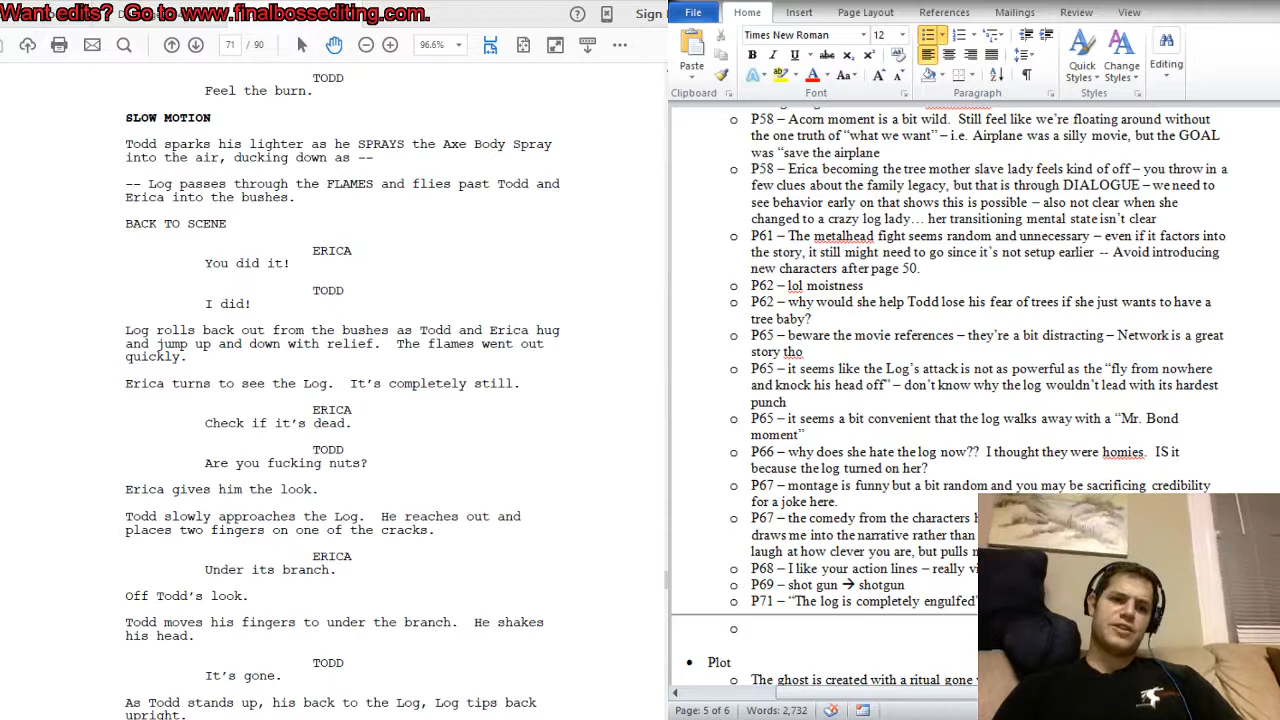 Want edits?  Go to www.finalbossediting.com.
Sign
71
96.6%
TODD
Feel the burn.
SLOW MOTION
Todd sparks his lighter as he SPRAYS the Axe Body Spray
into the air, ducking down as --
-- Log passes through the FLAMES and flies past Todd and
Erica into the bushes.
BACK TO SCENE
ERICA
You did it!
TODD
I did!
Log rolls back out from the bushes as Todd and Erica hug
and jump up and down with relief.  The flames went out
quickly.
Erica turns to see the Log.  It's completely still.
ERICA
Check if it's dead.
TODD
Are you fucking nuts?
Erica gives him the look.
Todd slowly approaches the Log.  He reaches out and
places two fingers on one of the cracks.
ERICA
Under its branch.
Off Todd's look.
Todd moves his fingers to under the branch.  He shakes
his head.
TODD
It's gone.
As Todd stands up, his back to the Log, Log tips back
upright.
File Home Insert Page Layout References Mailings Review View
Times New Roman 12
Paste
Quick Styles
Change Styles
Editing
Clipboard Font Paragraph Styles
o P58 – Acorn moment is a bit wild.  Still feel like we're floating around without
the one truth of “what we want” – i.e. Airplane was a silly movie, but the GOAL
was “save the airplane
o P58 – Erica becoming the tree mother slave lady feels kind of off – you throw in a
few clues about the family legacy, but that is through DIALOGUE – we need to
see behavior early on that shows this is possible – also not clear when she
changed to a crazy log lady… her transitioning mental state isn't clear
o P61 – The metalhead fight seems random and unnecessary – even if it factors into
the story, it still might need to go since it's not setup earlier -- Avoid introducing
new characters after page 50.
o P62 – lol moistness
o P62 – why would she help Todd lose his fear of trees if she just wants to have a
tree baby?
o P65 – beware the movie references – they're a bit distracting – Network is a great
story tho
o P65 – it seems like the Log's attack is not as powerful as the “fly from nowhere
and knock his head off” – don't know why the log wouldn't lead with its hardest
punch
o P65 – it seems a bit convenient that the log walks away with a “Mr. Bond
moment”
o P66 – why does she hate the log now??  I thought they were homies.  IS it
because the log turned on her?
o P67 – montage is funny but a bit random and you may be sacrificing credibility
for a joke here.
o P67 – the comedy from the characters
draws me into the narrative rather than
laugh at how clever you are, but pulls
o P68 – I like your action lines – really
o P69 – shot gun → shotgun
o P71 – “The log is completely engulfed”
o
• Plot
o The ghost is created with a ritual gone
Page: 5 of 6 Words: 2,732